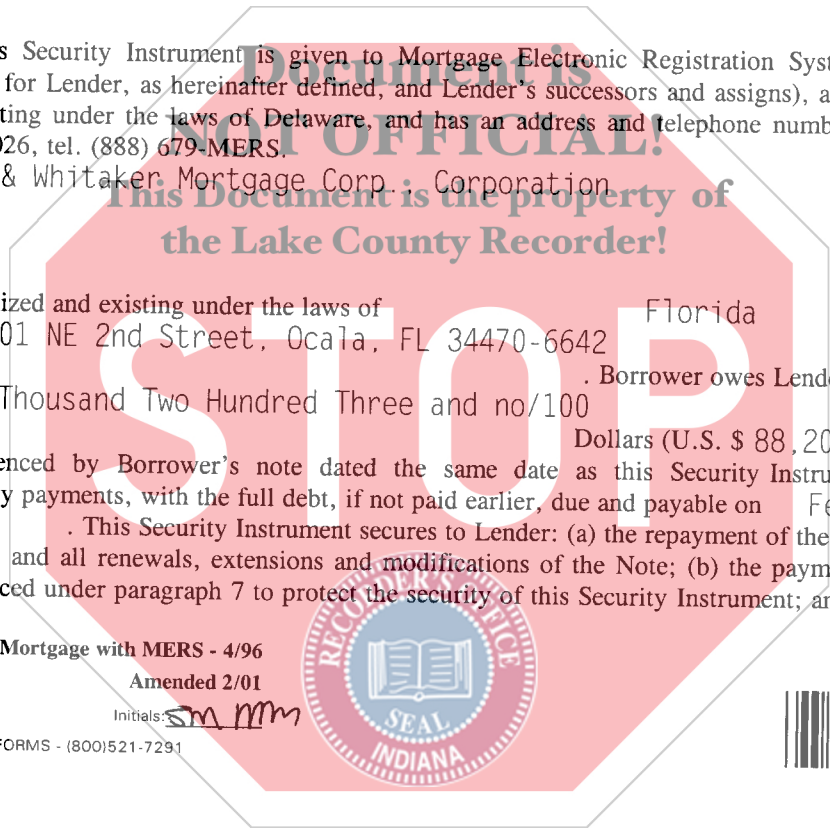 s Security Instrument is given to Mortgage Electronic Registration Syst
for Lender, as hereinafter defined, and Lender's successors and assigns), a
ting under the laws of Delaware, and has an address and telephone numb
026, tel. (888) 679-MERS.
& Whitaker Mortgage Corp., Corporation
Document is
NOT OFFICIAL!
This Document is the property of
the Lake County Recorder!
STOP
ized and existing under the laws of Florida
01 NE 2nd Street, Ocala, FL 34470-6642
. Borrower owes Lende
Thousand Two Hundred Three and no/100
Dollars (U.S. $ 88,20
enced by Borrower's note dated the same date as this Security Instru
y payments, with the full debt, if not paid earlier, due and payable on Fe
. This Security Instrument secures to Lender: (a) the repayment of the
and all renewals, extensions and modifications of the Note; (b) the paym
ced under paragraph 7 to protect the security of this Security Instrument; an
Mortgage with MERS - 4/96
Amended 2/01
Initials: SM MM
FORMS - (800)521-7291
RECORDER'S OFFICE
SEAL
INDIANA